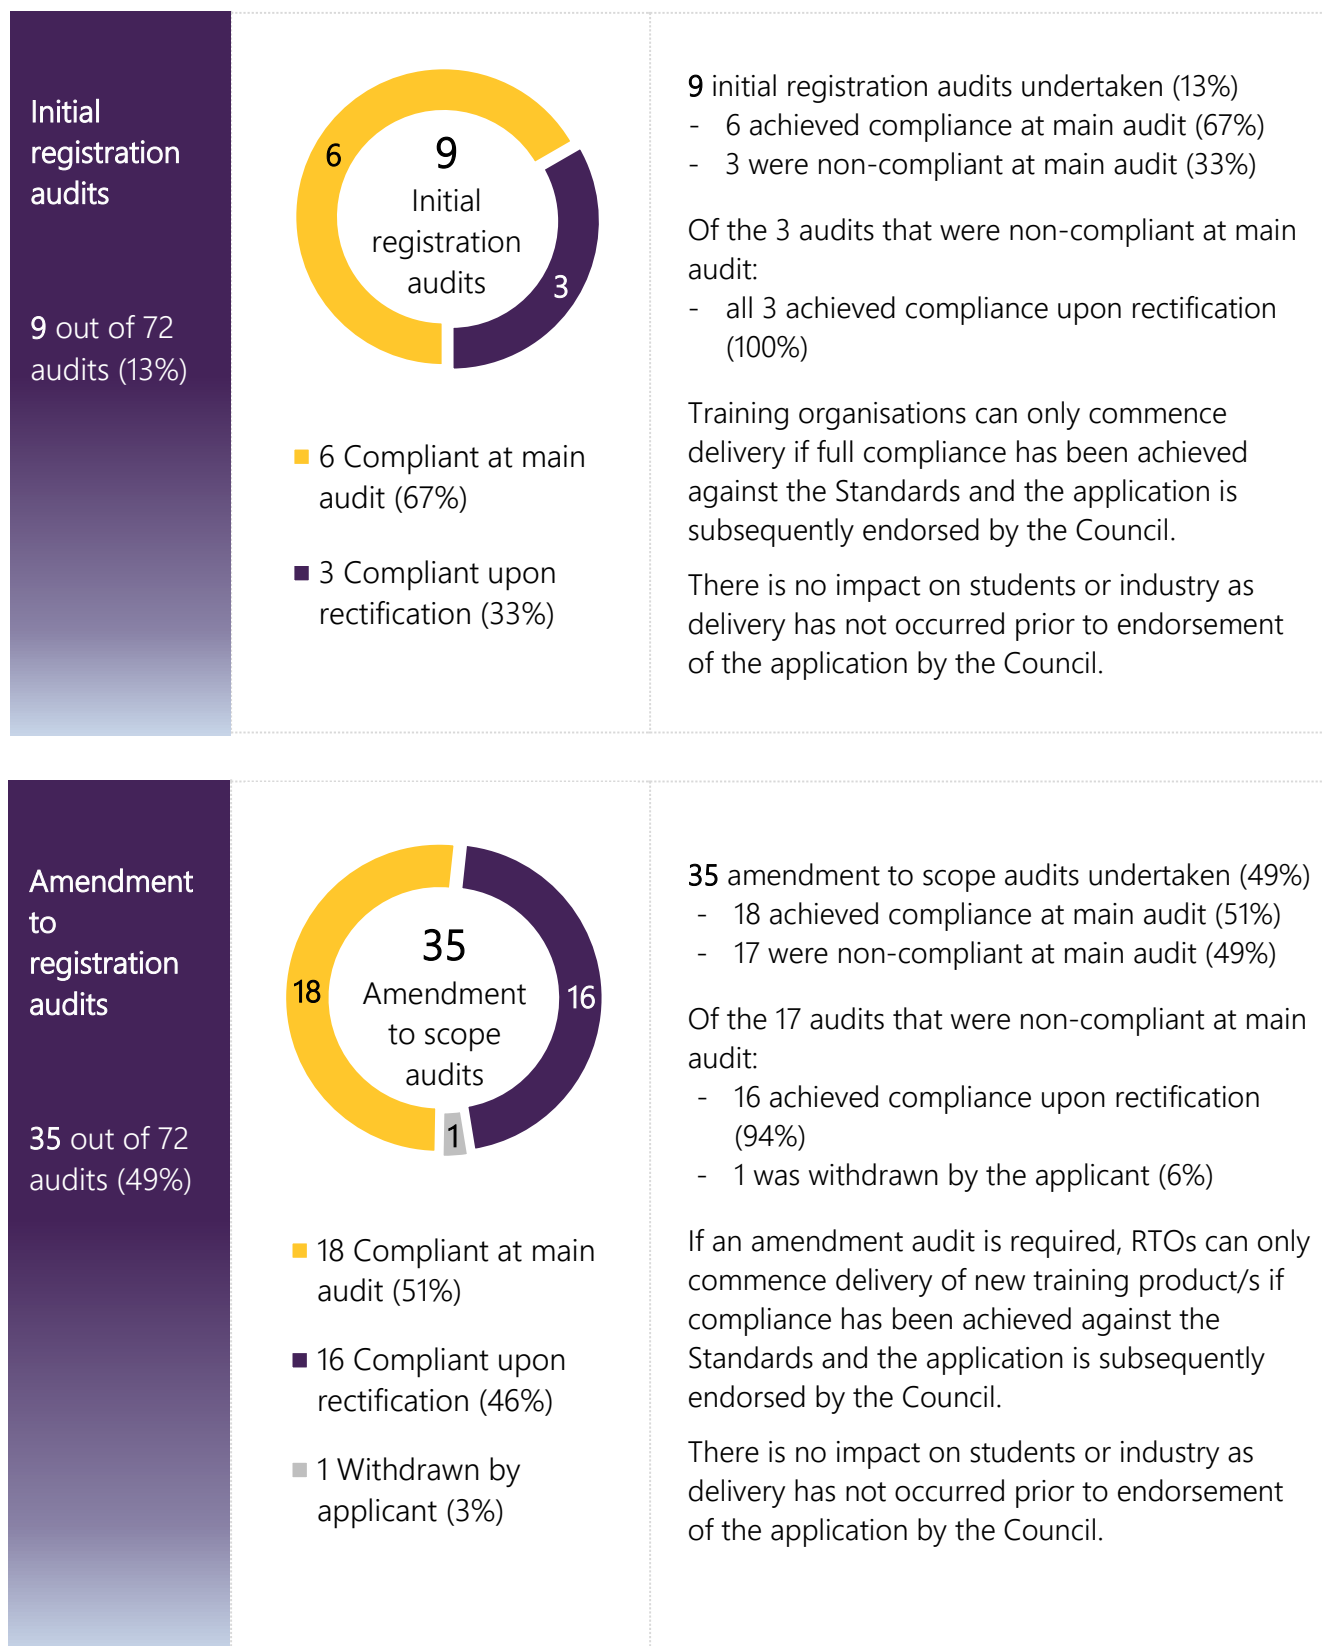 Initial
registration
audits
9 out of 72
audits (13%)
6
9
Initial
registration
audits
3
■ 6 Compliant at main
audit (67%)
■ 3 Compliant upon
rectification (33%)
9 initial registration audits undertaken (13%)
- 6 achieved compliance at main audit (67%)
- 3 were non-compliant at main audit (33%)
Of the 3 audits that were non-compliant at main
audit:
- all 3 achieved compliance upon rectification
(100%)
Training organisations can only commence
delivery if full compliance has been achieved
against the Standards and the application is
subsequently endorsed by the Council.
There is no impact on students or industry as
delivery has not occurred prior to endorsement
of the application by the Council.
Amendment
to
registration
audits
35 out of 72
audits (49%)
18
35
Amendment
to scope
audits
16
1
■ 18 Compliant at main
audit (51%)
■ 16 Compliant upon
rectification (46%)
■ 1 Withdrawn by
applicant (3%)
35 amendment to scope audits undertaken (49%)
- 18 achieved compliance at main audit (51%)
- 17 were non-compliant at main audit (49%)
Of the 17 audits that were non-compliant at main
audit:
- 16 achieved compliance upon rectification
(94%)
- 1 was withdrawn by the applicant (6%)
If an amendment audit is required, RTOs can only
commence delivery of new training product/s if
compliance has been achieved against the
Standards and the application is subsequently
endorsed by the Council.
There is no impact on students or industry as
delivery has not occurred prior to endorsement
of the application by the Council.